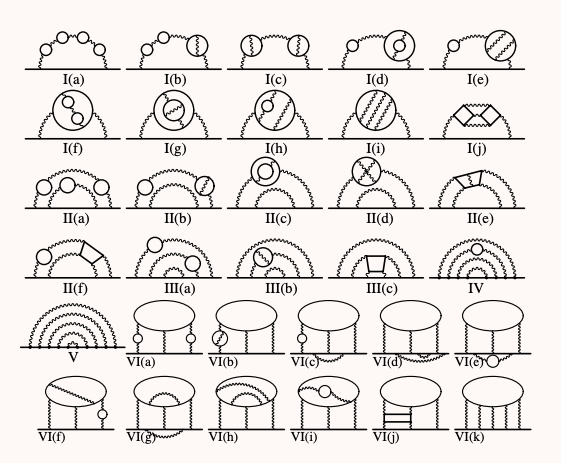 I(a) I(b) I(c) I(d) I(e)
I(f) I(g) I(h) I(i) I(j)
II(a) II(b) II(c) II(d) II(e)
II(f) III(a) III(b) III(c) IV
V VI(a) VI(b) VI(c) VI(d) VI(e)
VI(f) VI(g) VI(h) VI(i) VI(j) VI(k)